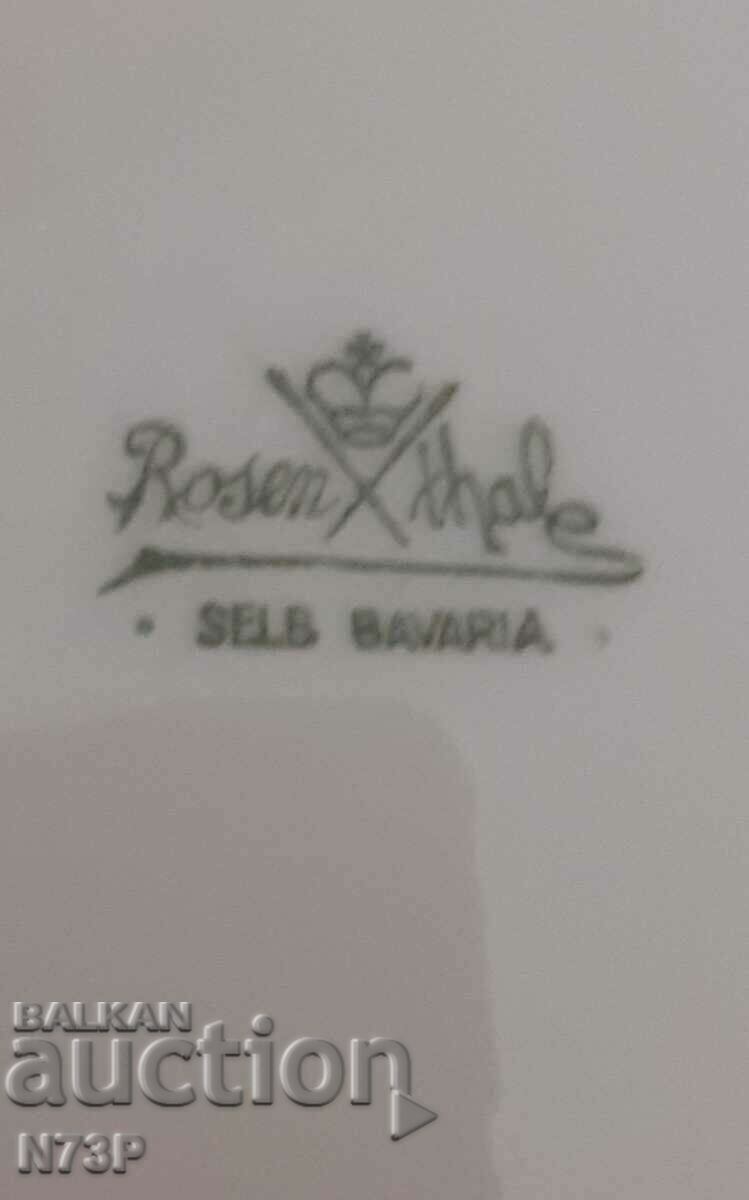 Rosenthal
SELB BAVARIA
BALKAN
auction
N73P